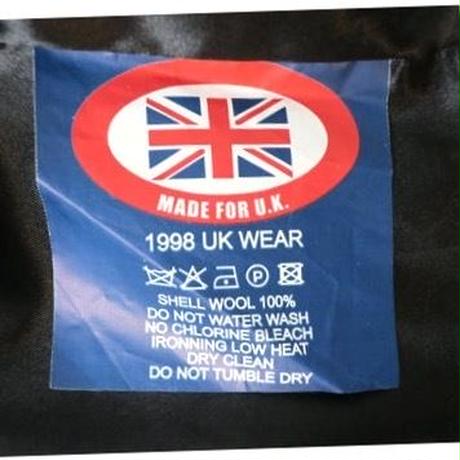 MADE FOR U.K.
1998 UK WEAR
P
SHELL WOOL 100%
DO NOT WATER WASH
NO CHLORINE BLEACH
IRONNING LOW HEAT
DRY CLEAN
DO NOT TUMBLE DRY